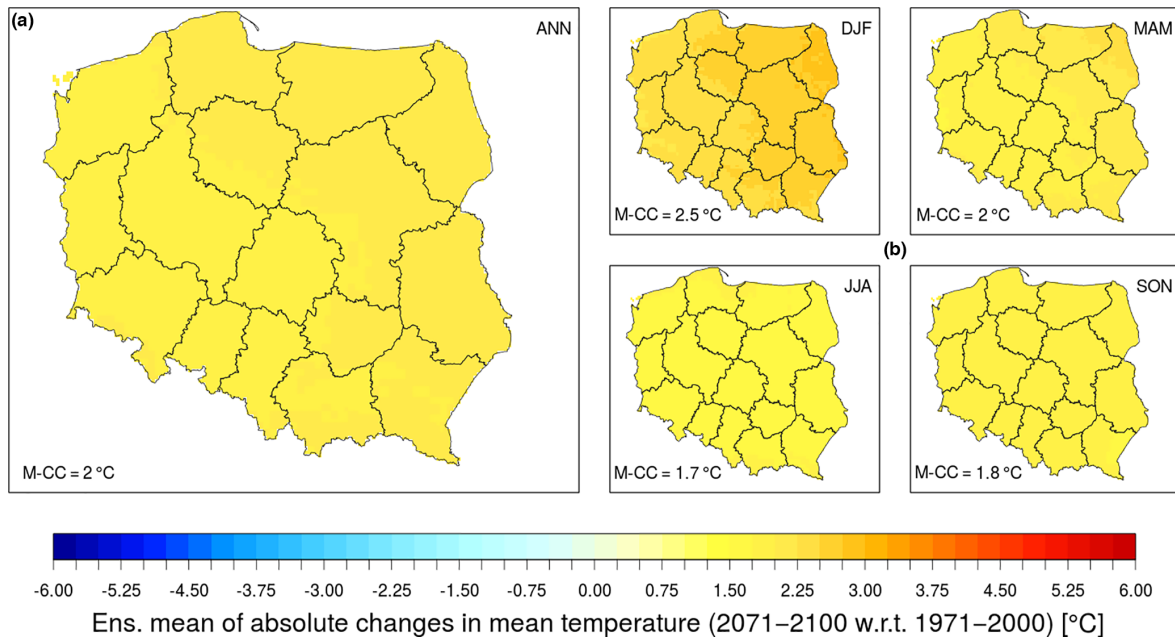 (a)
ANN
M-CC = 2 °C
DJF
M-CC = 2.5 °C
MAM
M-CC = 2 °C
(b)
JJA
M-CC = 1.7 °C
SON
M-CC = 1.8 °C
-6.00 -5.25 -4.50 -3.75 -3.00 -2.25 -1.50 -0.75 0.00 0.75 1.50 2.25 3.00 3.75 4.50 5.25 6.00
Ens. mean of absolute changes in mean temperature (2071−2100 w.r.t. 1971−2000) [°C]